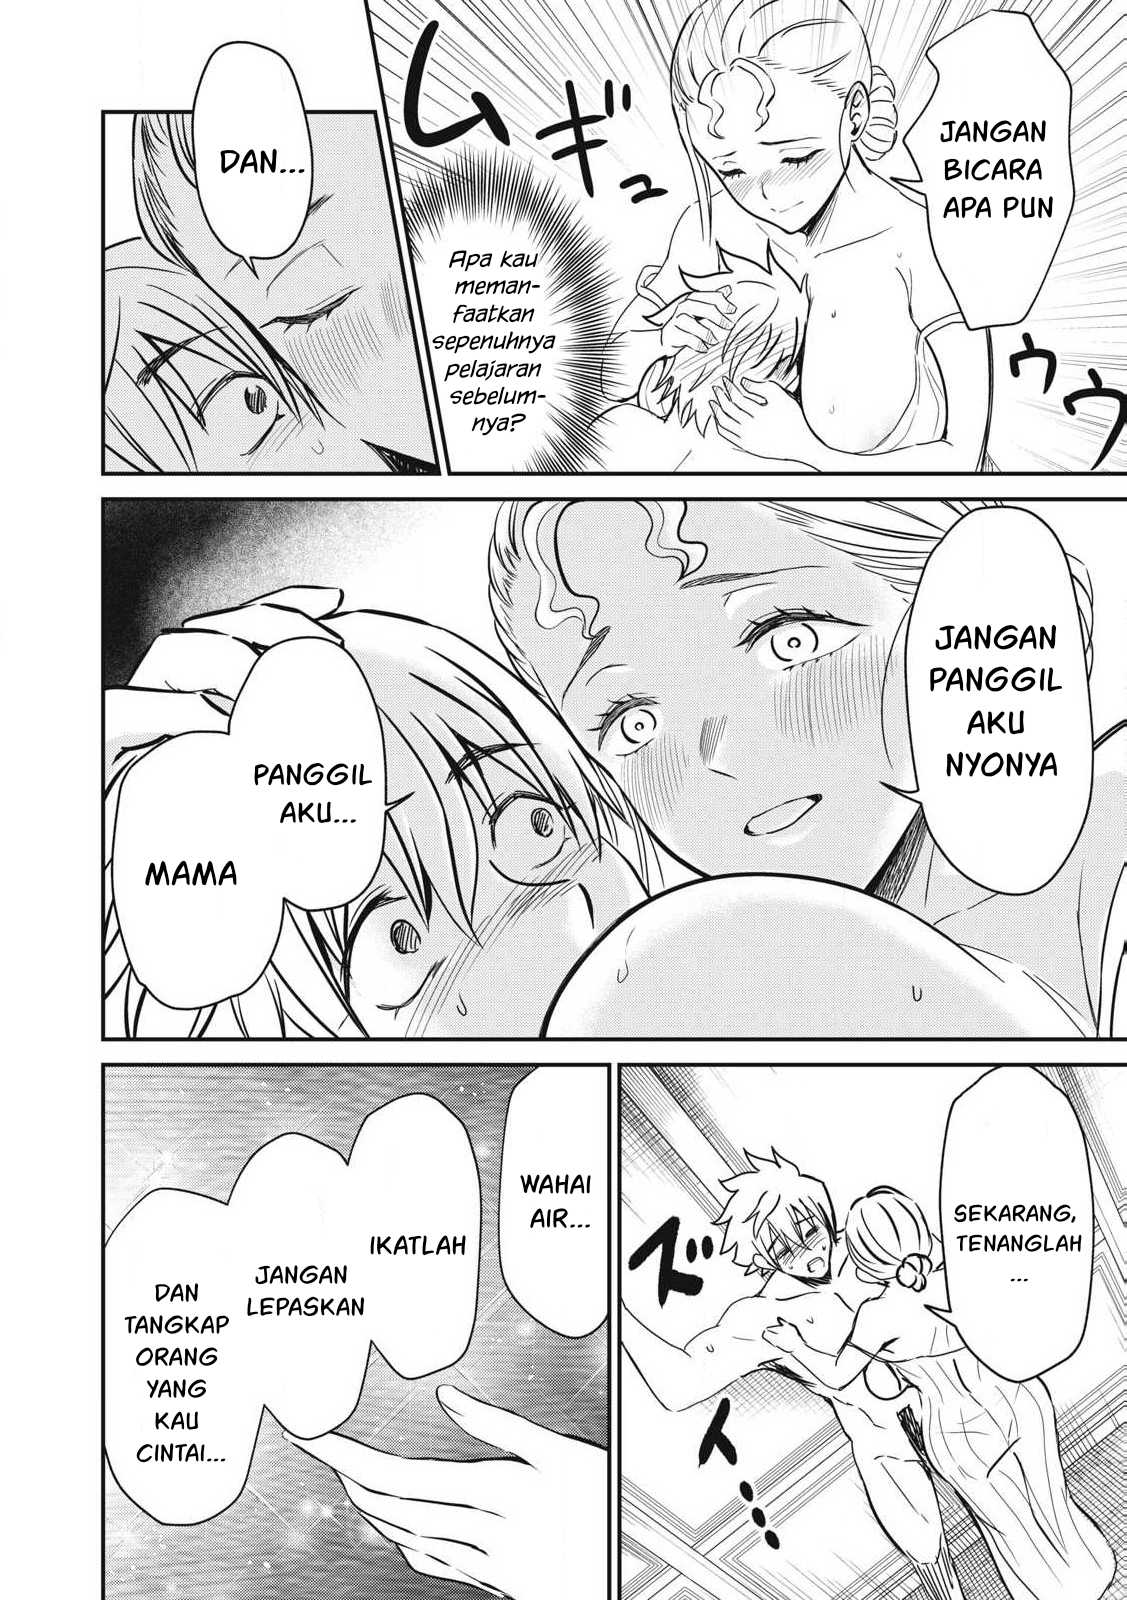 JANGAN
BICARA
APA PUN
ムギュ
ウウ
Apa kau
meman-
faatkan
sepenuhnya
pelajaran
sebelum-
nya?
DAN...
JANGAN
PANGGIL
AKU
NYONYA
PANGGIL
AKU...
MAMA
SEKARANG,
TENANGLAH
...
ズズ
WAHAI
AIR...
IKATLAH
JANGAN
LEPASKAN
DAN
TANGKAP
ORANG
YANG
KAU
CINTAI...